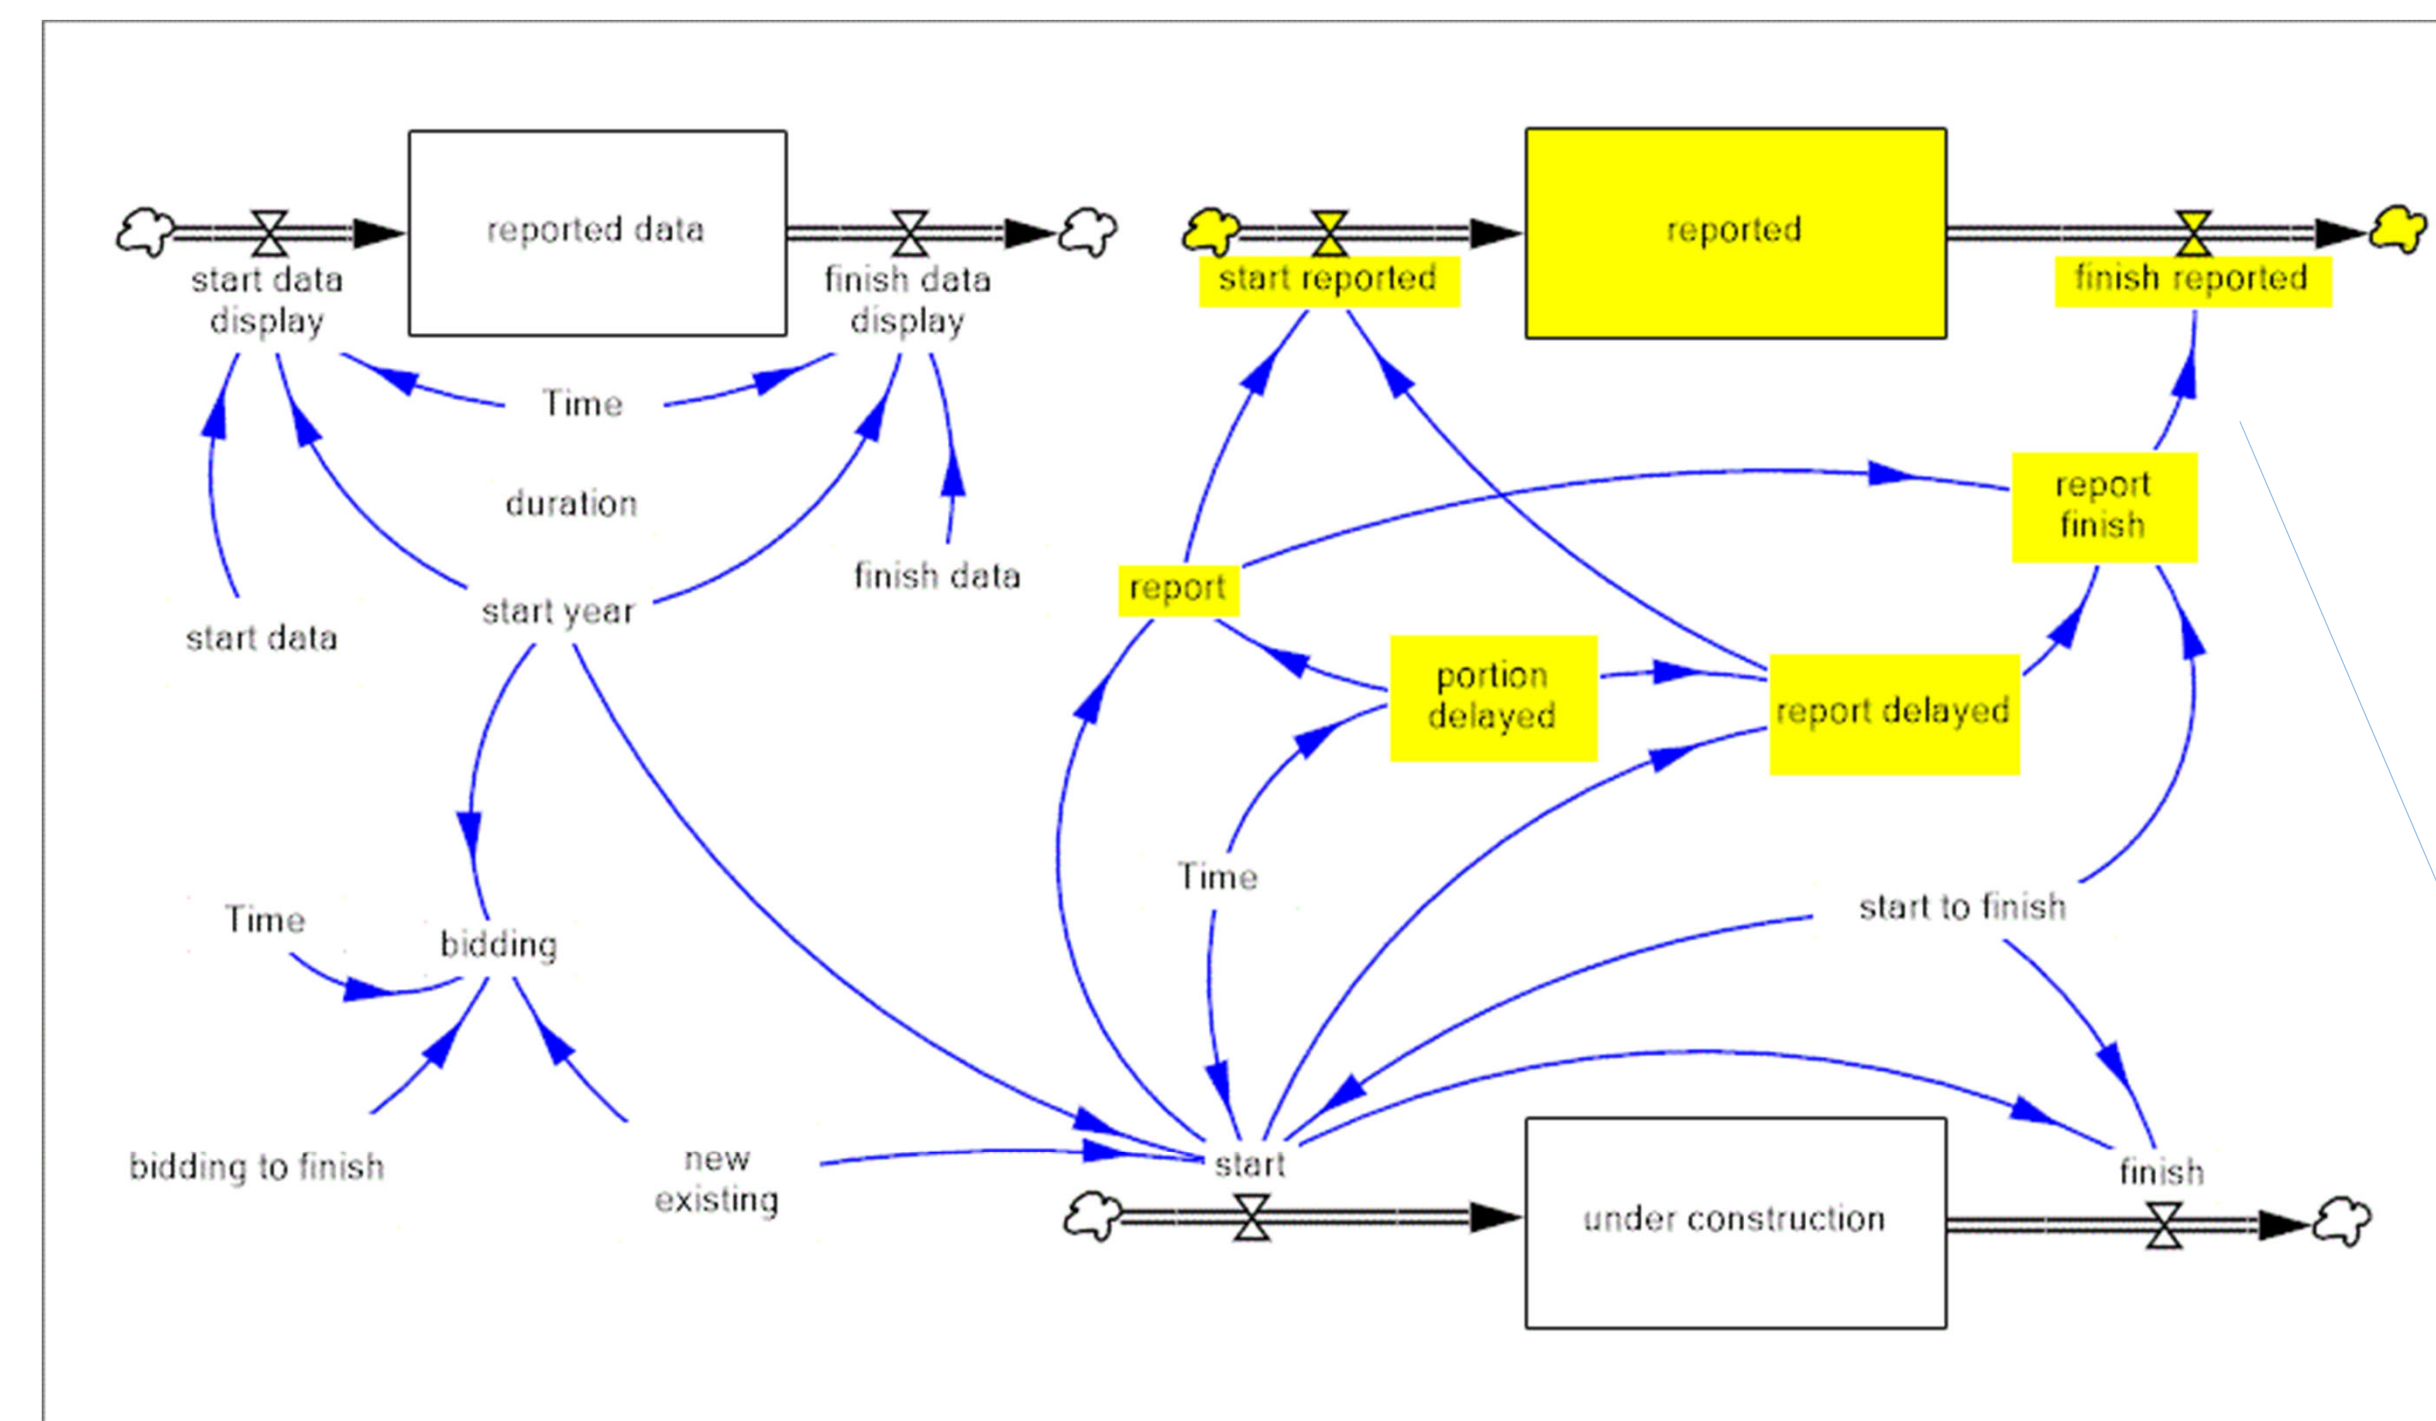 reported data
start data
display
finish data
display
Time
duration
start year
start data
finish data
Time
bidding
bidding to finish
new
existing
reported
start reported
finish reported
report
finish
report
portion
delayed
report delayed
Time
start to finish
start
under construction
finish